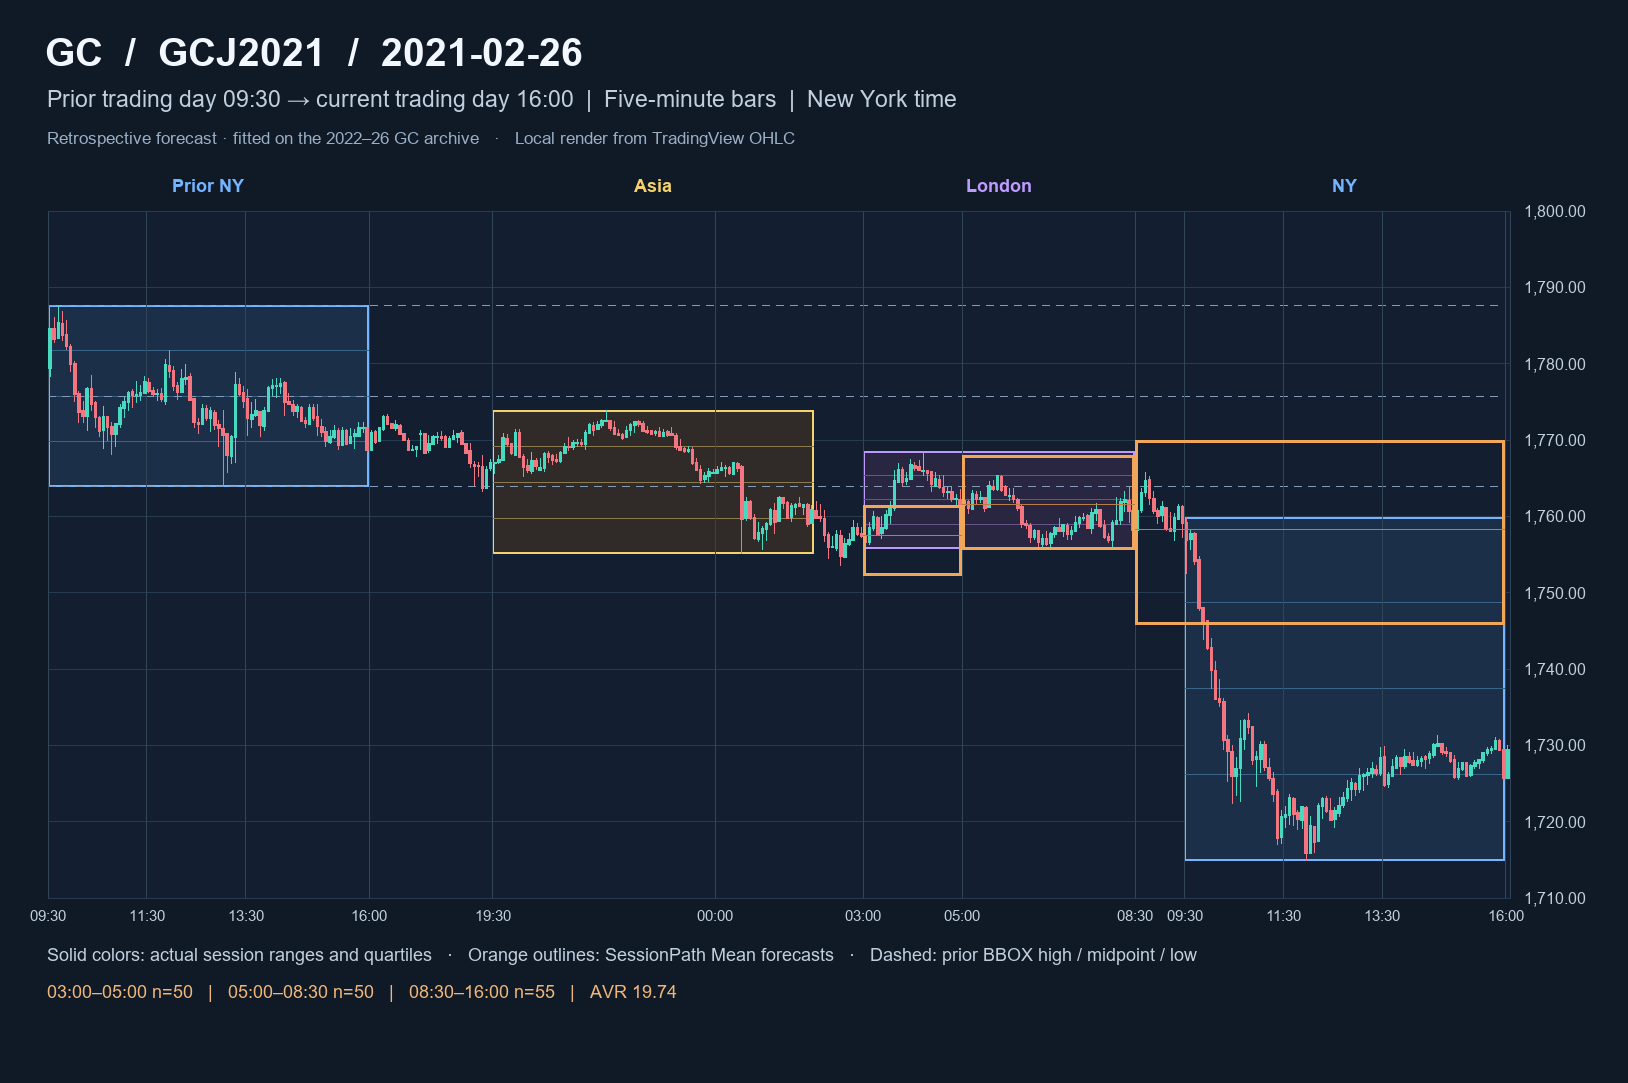 GC / GCJ2021 / 2021-02-26
Prior trading day 09:30 → current trading day 16:00 | Five-minute bars | New York time
Retrospective forecast · fitted on the 2022–26 GC archive · Local render from TradingView OHLC
Prior NY Asia London NY
1,800.00
1,790.00
1,780.00
1,770.00
1,760.00
1,750.00
1,740.00
1,730.00
1,720.00
1,710.00
09:30 11:30 13:30 16:00 19:30 00:00 03:00 05:00 08:30 09:30 11:30 13:30 16:00
Solid colors: actual session ranges and quartiles · Orange outlines: SessionPath Mean forecasts · Dashed: prior BBOX high / midpoint / low
03:00–05:00 n=50 | 05:00–08:30 n=50 | 08:30–16:00 n=55 | AVR 19.74